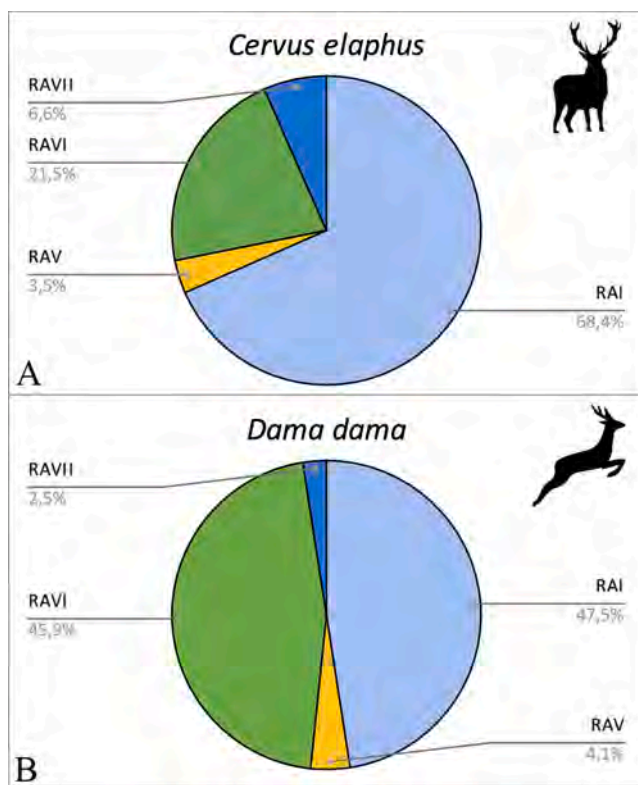 Cervus elaphus
RAVII
6,6%
RAVI
21,5%
RAV
3,5%
RAI
68,4%
A
Dama dama
RAVII
2,5%
RAVI
45,9%
RAI
47,5%
RAV
4,1%
B